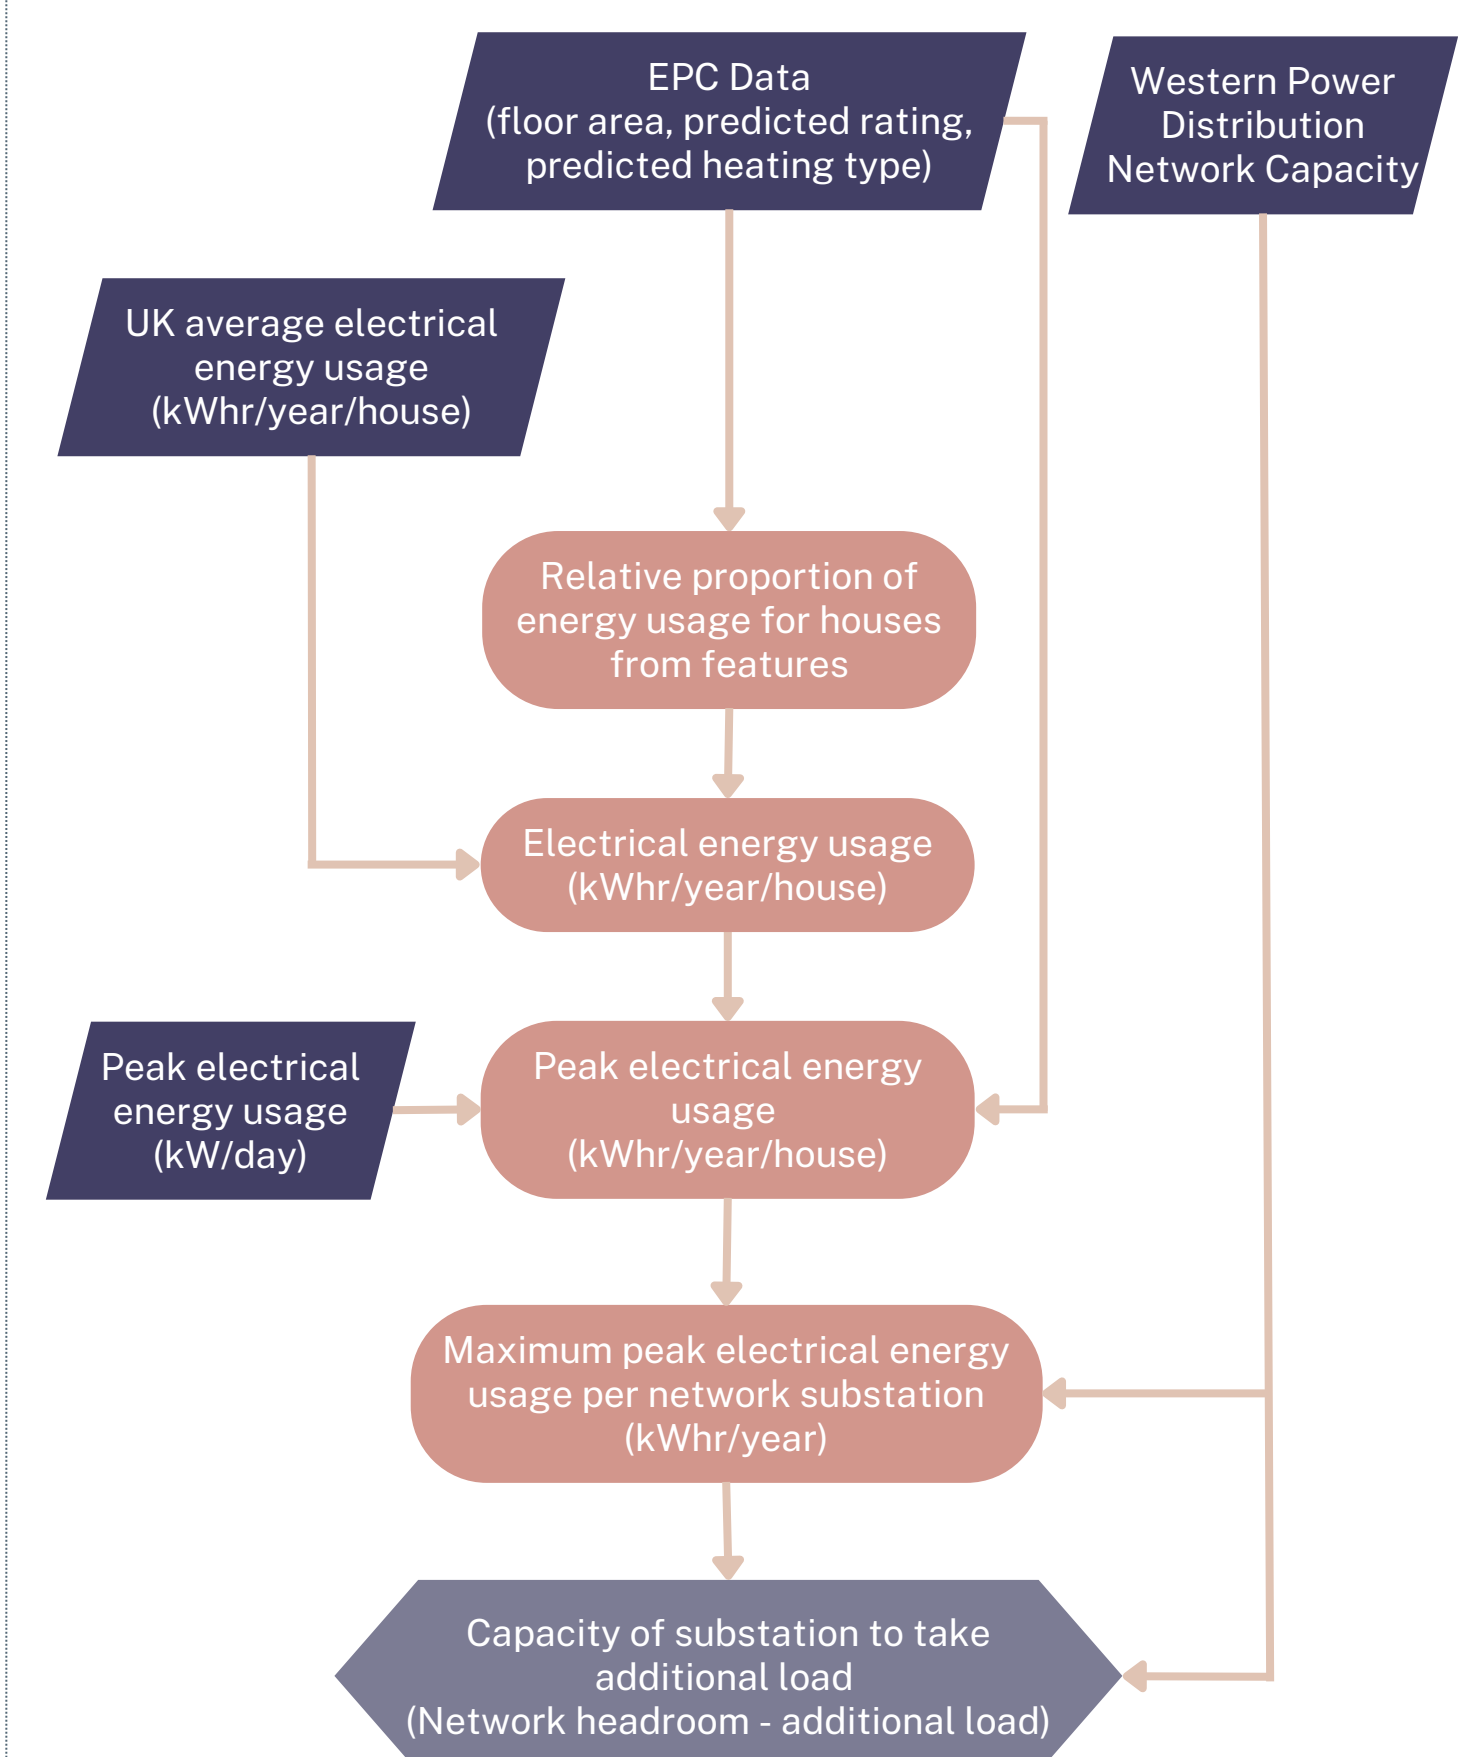 EPC Data
(floor area, predicted rating,
predicted heating type)
Western Power
Distribution
Network Capacity
UK average electrical
energy usage
(kWhr/year/house)
Relative proportion of
energy usage for houses
from features
Electrical energy usage
(kWhr/year/house)
Peak electrical
energy usage
(kW/day)
Peak electrical energy
usage
(kWhr/year/house)
Maximum peak electrical energy
usage per network substation
(kWhr/year)
Capacity of substation to take
additional load
(Network headroom - additional load)